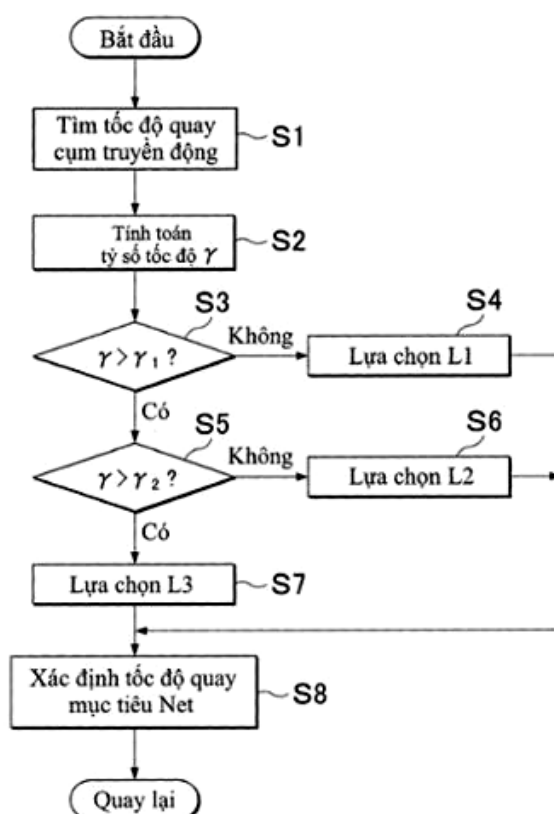 Bắt đầu
Tìm tốc độ quay
cụm truyền động
S1
Tính toán
tỷ số tốc độ γ
S2
S3
γ > γ1 ?
Không
S4
Lựa chọn L1
Có
S5
γ > γ2 ?
Không
S6
Lựa chọn L2
Có
Lựa chọn L3
S7
Xác định tốc độ quay
mục tiêu Net
S8
Quay lại